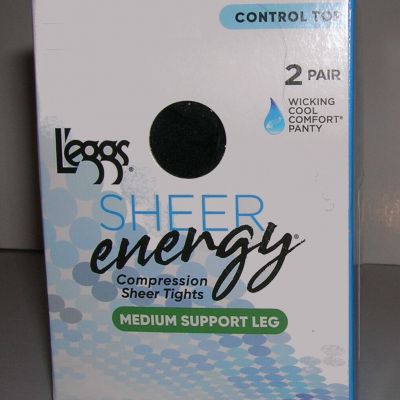 CONTROL TOP
2 PAIR
WICKING
COOL
COMFORT®
PANTY
L'eggs®
SHEER
energy®
Compression
Sheer Tights
MEDIUM SUPPORT LEG